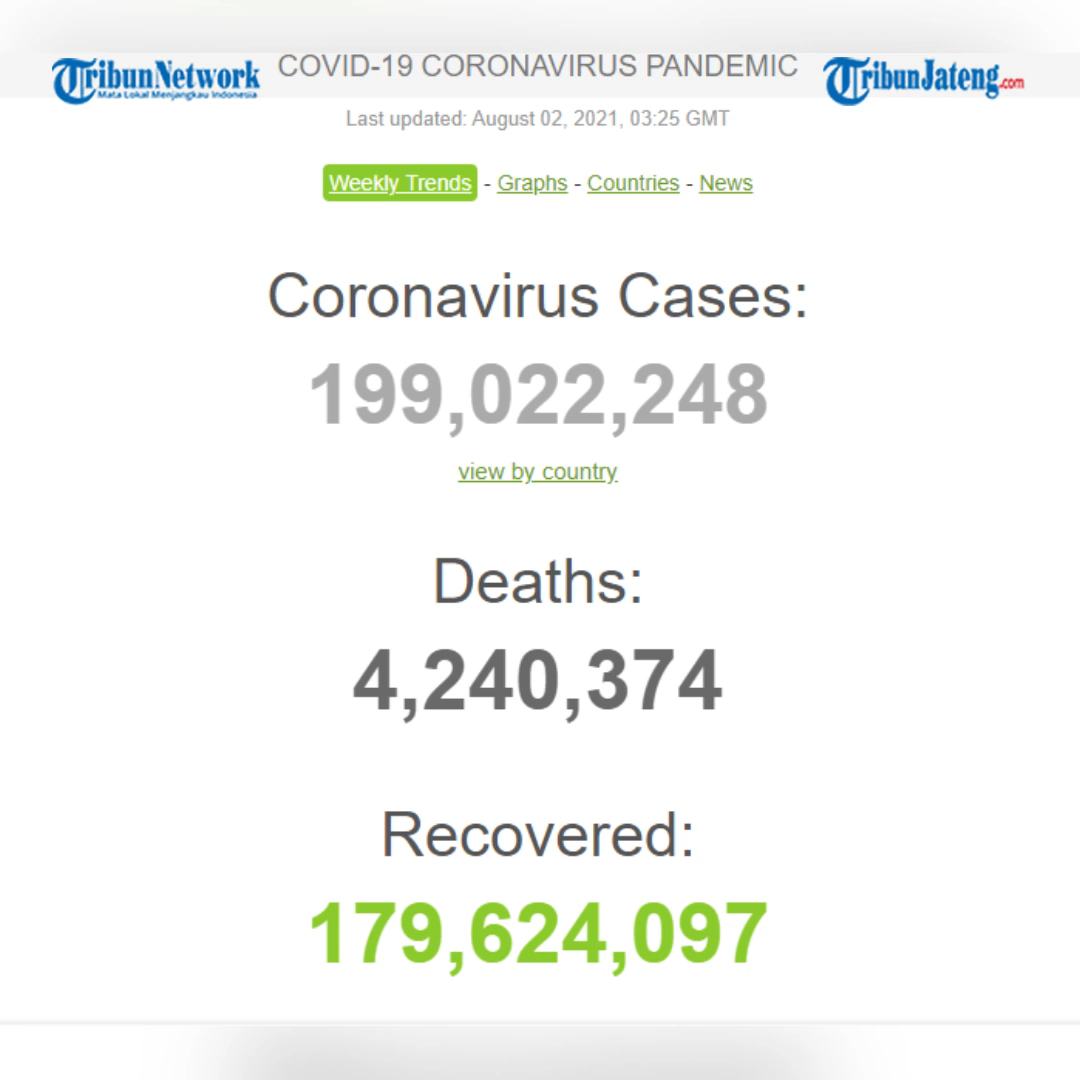 TribunNetwork
Mata Lokal Menjangkau Indonesia
COVID-19 CORONAVIRUS PANDEMIC
TribunJateng.com
Last updated: August 02, 2021, 03:25 GMT
Weekly Trends - Graphs - Countries - News
Coronavirus Cases:
199,022,248
view by country
Deaths:
4,240,374
Recovered:
179,624,097